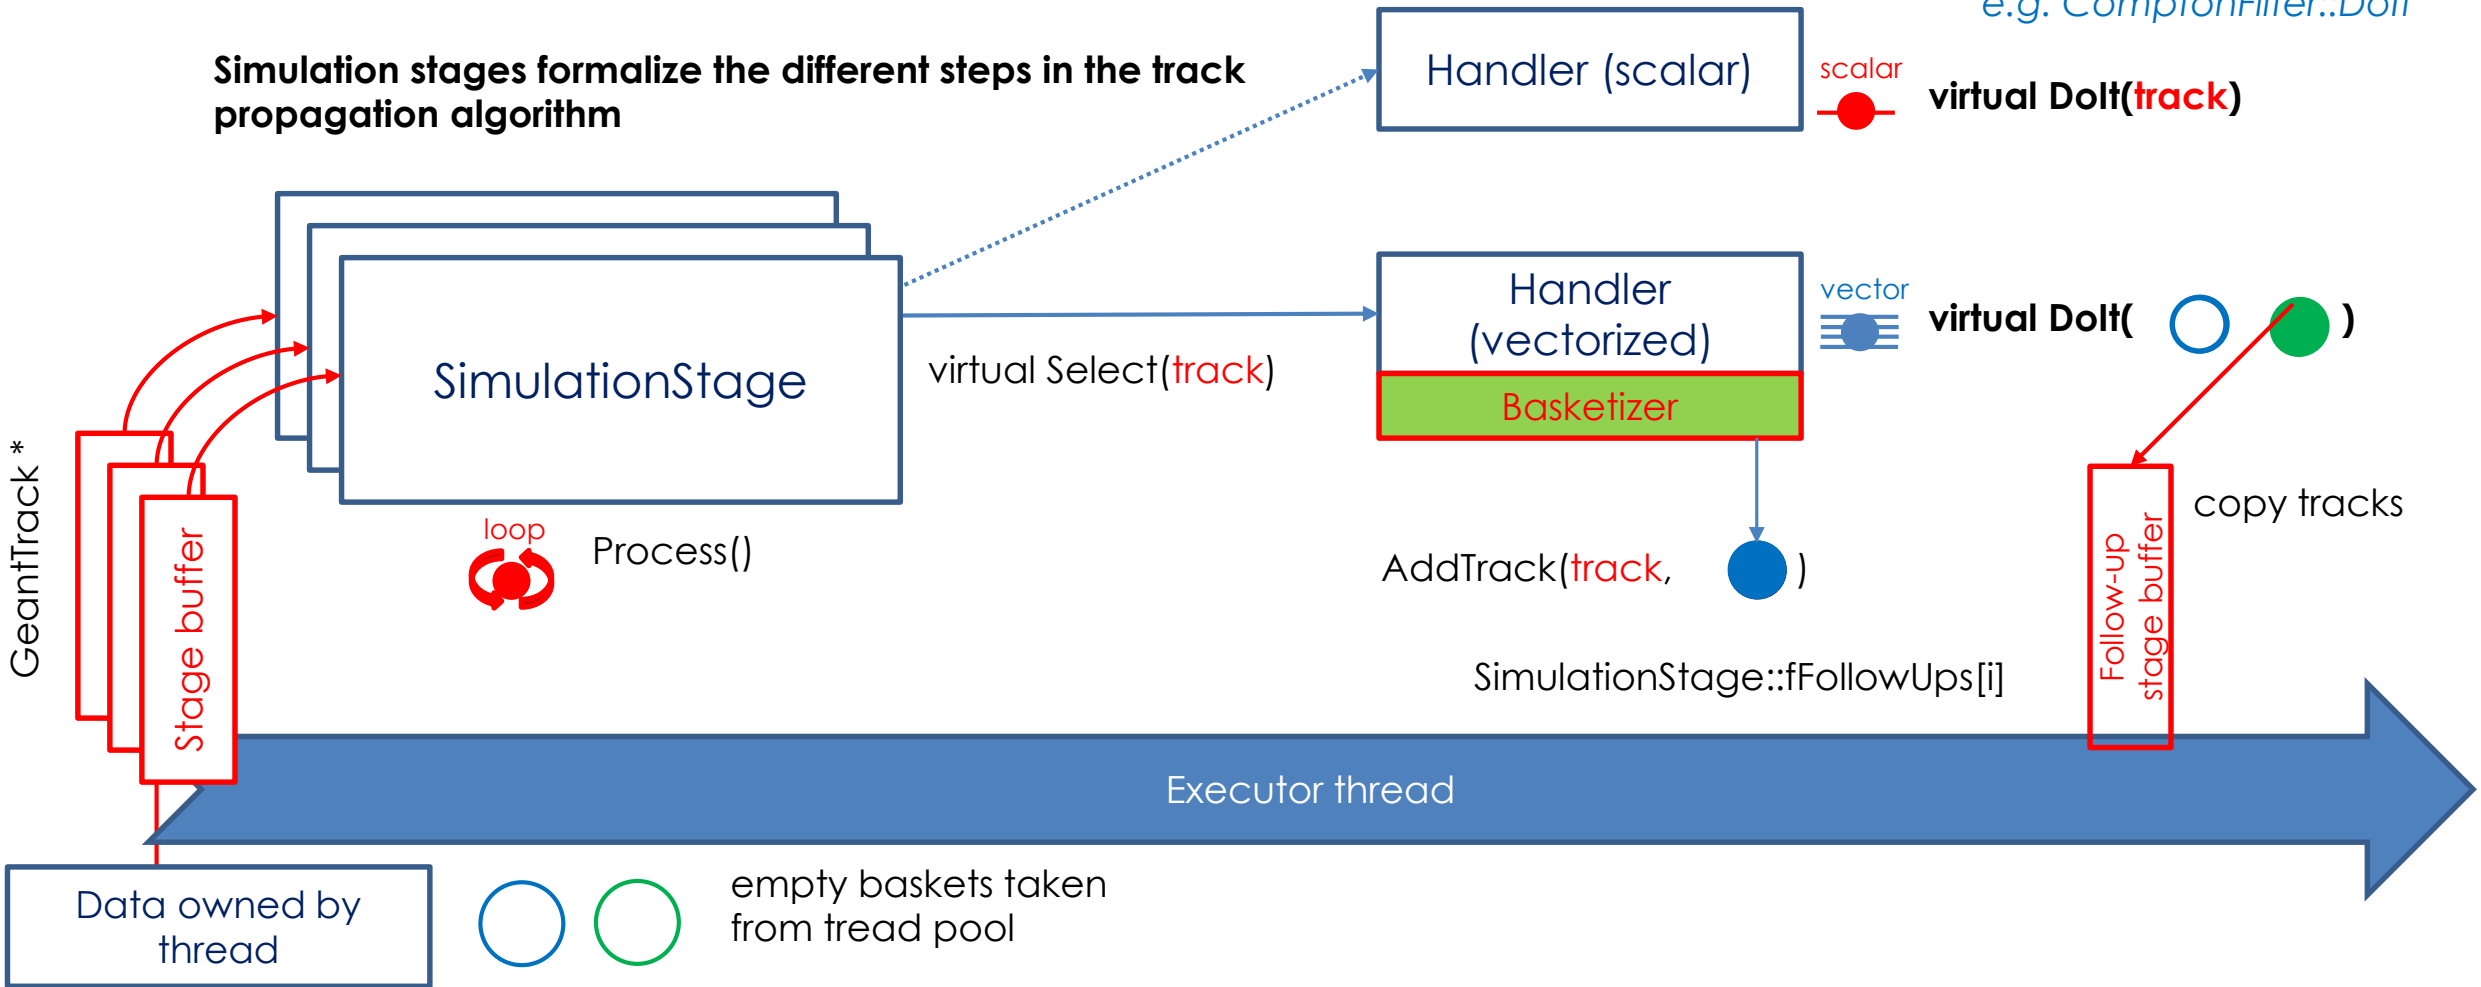 e.g. ComptonFilter::DoIt
Simulation stages formalize the different steps in the track
propagation algorithm
Handler (scalar)
scalar
virtual DoIt(track)
SimulationStage
virtual Select(track)
Handler
(vectorized)
Basketizer
vector
virtual DoIt( )
GeantTrack *
Stage buffer
loop
Process()
AddTrack(track, )
copy tracks
Follow-up
stage buffer
SimulationStage::fFollowUps[i]
Executor thread
Data owned by
thread
empty baskets taken
from tread pool